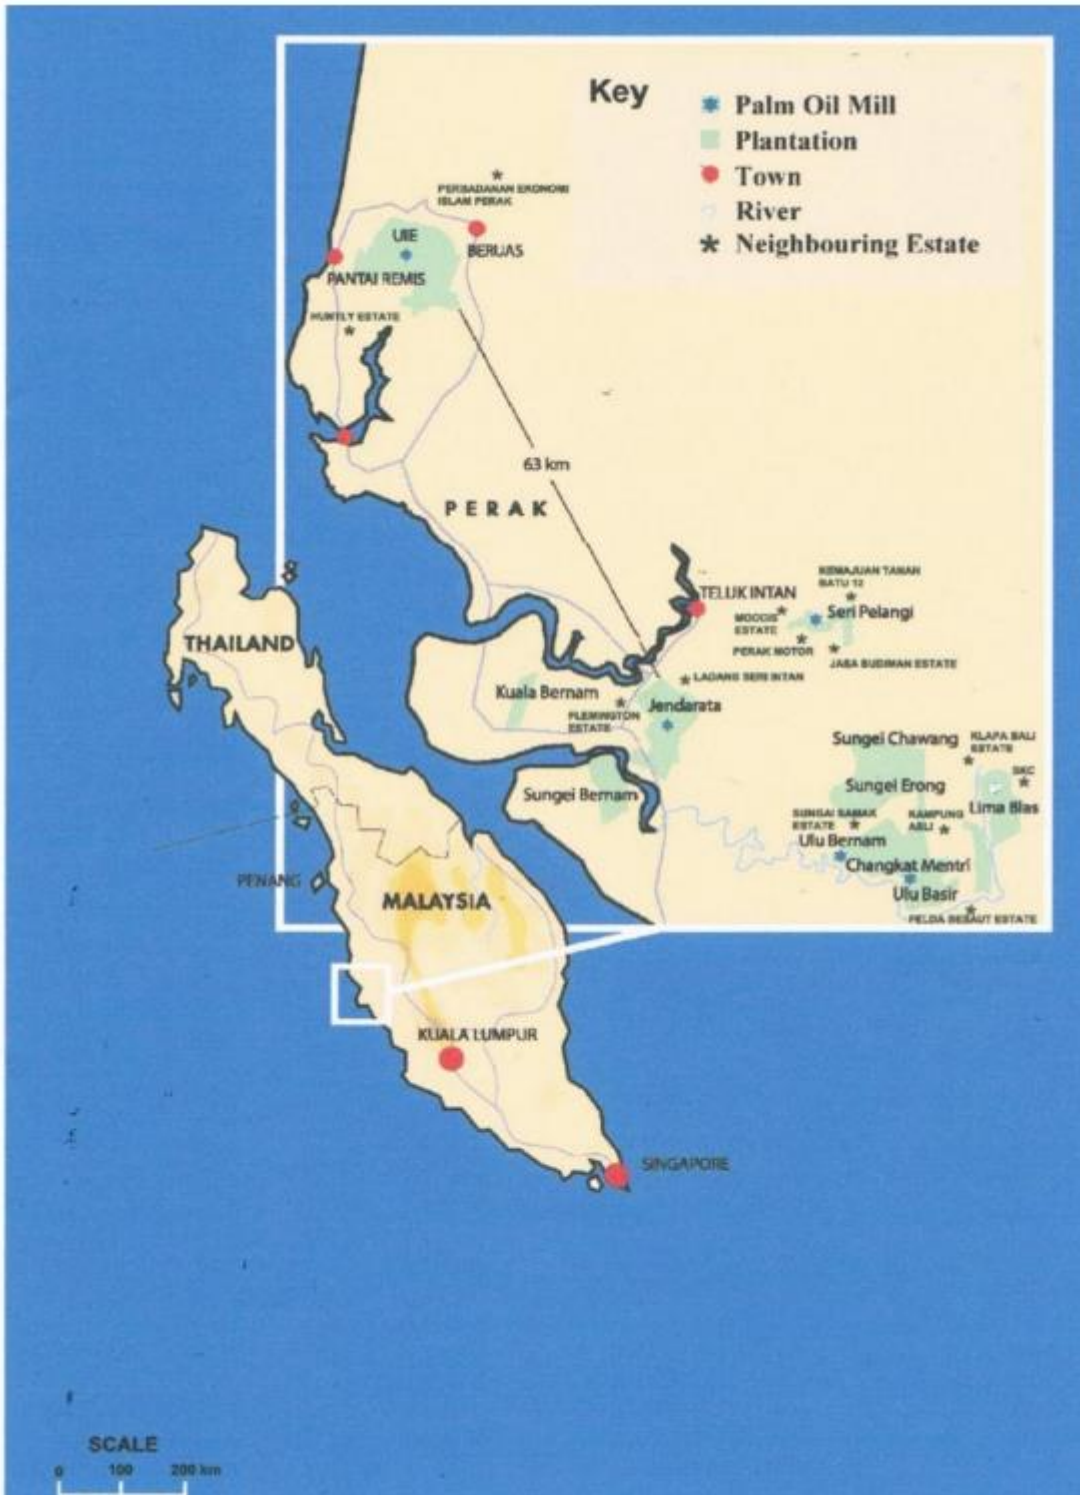 Key
Palm Oil Mill
Plantation
Town
River
Neighbouring Estate
PERBADANAN EKONOMI
ISLAM PERAK
UIE
BERUAS
PANTAI REMIS
HUNTLY ESTATE
63 km
PERAK
TELUK INTAN
KEMAJUAN TANAH
BATU 12
Seri Pelangi
MOCCIS
ESTATE
PERAK MOTOR
JASA BUDIMAN ESTATE
THAILAND
LADANG SERI INTAN
Kuala Bernam
FLEMINGTON
ESTATE
Jendarata
Sungei Chawang
KLAPA BALI
ESTATE
Sungei Erong
SKC
Sungei Bernam
Lima Blas
SUNGAI SAMAK
ESTATE
KAMPUNG
ASLI
Ulu Bernam
Changkat Mentri
Ulu Basir
FELDA BESAUT ESTATE
PENANG
MALAYSIA
KUALA LUMPUR
SINGAPORE
SCALE
0 100 200 km